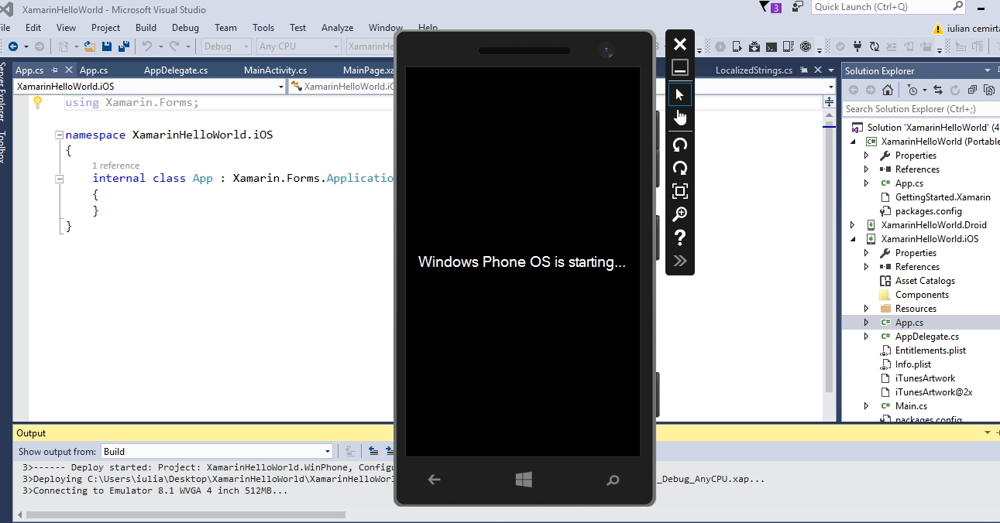 XamarinHelloWorld - Microsoft Visual Studio
3
Quick Launch (Ctrl+Q)
File Edit View Project Build Debug Team Tools Test Analyze Window Help
iulian cemirta
Debug Any CPU XamarinHe
App.cs App.cs AppDelegate.cs MainActivity.cs MainPage.xa LocalizedStrings.cs
Server Explorer
Toolbox
XamarinHelloWorld.iOS XamarinHelloWorld.iO
using Xamarin.Forms;
namespace XamarinHelloWorld.iOS
{
1 reference
internal class App : Xamarin.Forms.Applicatio
{
}
}
Windows Phone OS is starting...
?
Solution Explorer
Search Solution Explorer (Ctrl+;)
Solution 'XamarinHelloWorld' (4
C# XamarinHelloWorld (Portable
Properties
References
C# App.cs
GettingStarted.Xamarin
packages.config
XamarinHelloWorld.Droid
XamarinHelloWorld.iOS
Properties
References
Asset Catalogs
Components
Resources
C# App.cs
C# AppDelegate.cs
Entitlements.plist
Info.plist
iTunesArtwork
iTunesArtwork@2x
C# Main.cs
packages.config
Output
Show output from: Build
3>------ Deploy started: Project: XamarinHelloWorld.WinPhone, Configu
3>Deploying C:\Users\iulia\Desktop\XamarinHelloWorld\XamarinHelloWorl _Debug_AnyCPU.xap...
3>Connecting to Emulator 8.1 WVGA 4 inch 512MB...